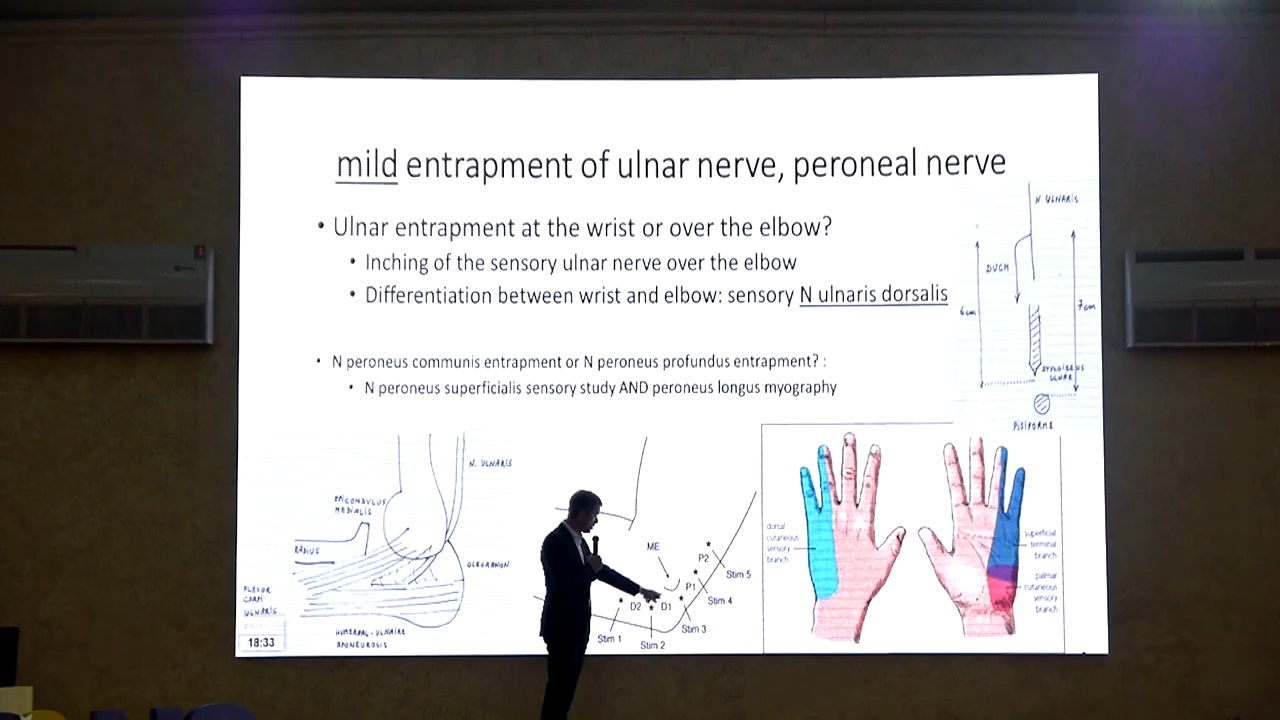 mild entrapment of ulnar nerve, peroneal nerve
• Ulnar entrapment at the wrist or over the elbow?
• Inching of the sensory ulnar nerve over the elbow
• Differentiation between wrist and elbow: sensory N ulnaris dorsalis
• N peroneus communis entrapment or N peroneus profundus entrapment? :
• N peroneus superficialis sensory study AND peroneus longus myography
N ULNARIS
6cm
7cm
ULNAR
PISIFORME
N. ULNARIS
EPICONDYLUS
MEDIALIS
RADIUS
OLECRANON
FLEXOR
CARPI
ULNARIS
HUMERAL-ULNAIRE
APONEUROSIS
18:33
ME
P2
P1
D2
D1
Stim 5
Stim 4
Stim 3
Stim 1
Stim 2
dorsal
cutaneous
sensory
branch
superficial
terminal
branch
palmar
cutaneous
sensory
branch